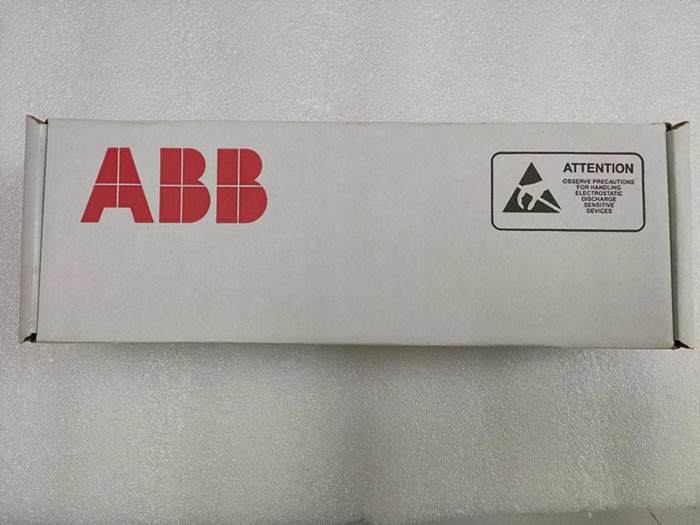 ABB
ATTENTION
OBSERVE PRECAUTIONS
FOR HANDLING
ELECTROSTATIC
DISCHARGE
SENSITIVE
DEVICES